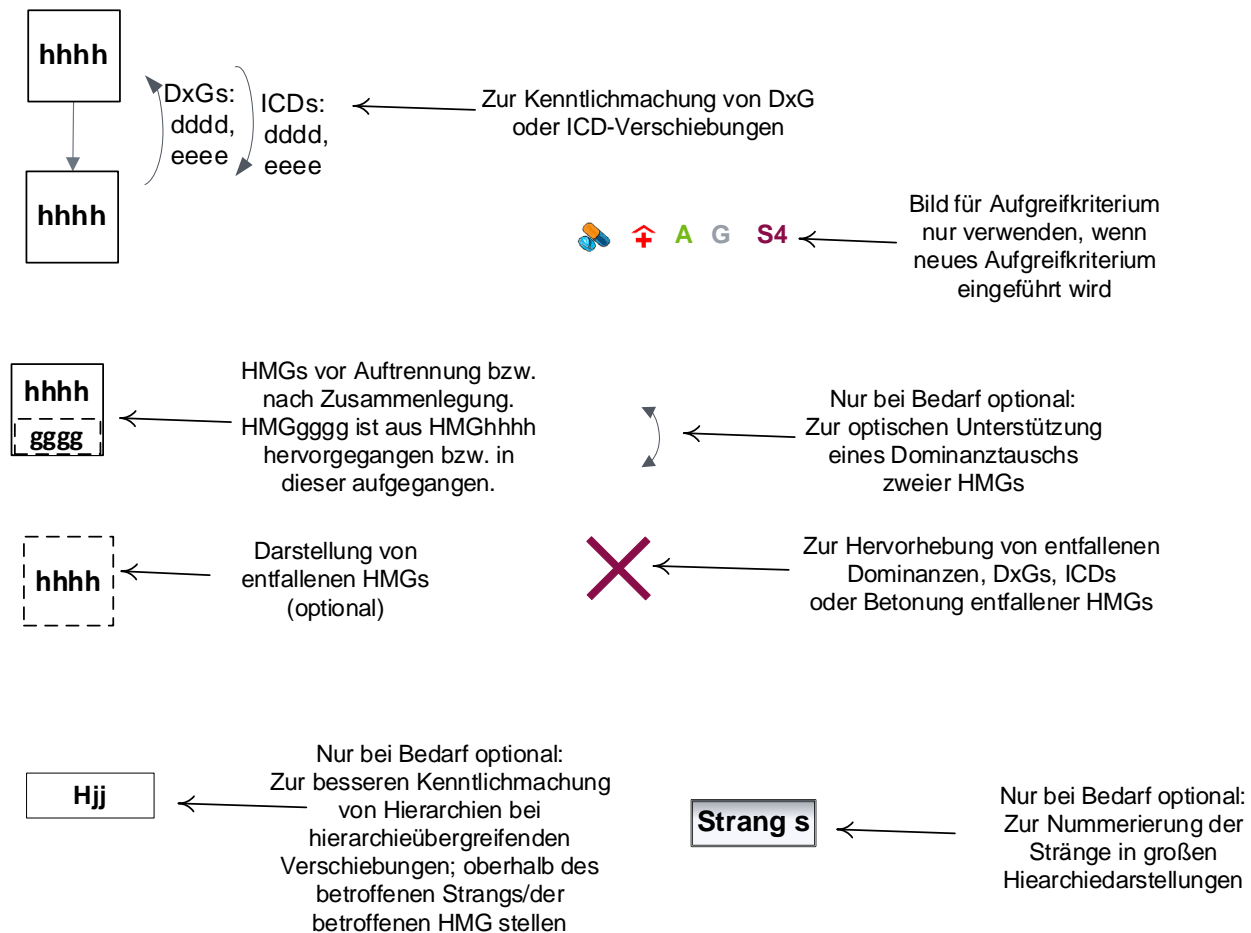 hhhh
DxGs:
dddd,
eeee
ICDs:
dddd,
eeee
hhhh
Zur Kenntlichmachung von DxG
oder ICD-Verschiebungen
A G S4
Bild für Aufgreifkriterium
nur verwenden, wenn
neues Aufgreifkriterium
eingeführt wird
hhhh
gggg
HMGs vor Auftrennung bzw.
nach Zusammenlegung.
HMGgggg ist aus HMGhhhh
hervorgegangen bzw. in
dieser aufgegangen.
Nur bei Bedarf optional:
Zur optischen Unterstützung
eines Dominanztauschs
zweier HMGs
hhhh
Darstellung von
entfallenen HMGs
(optional)
Zur Hervorhebung von entfallenen
Dominanzen, DxGs, ICDs
oder Betonung entfallener HMGs
Hjj
Nur bei Bedarf optional:
Zur besseren Kenntlichmachung
von Hierarchien bei
hierarchieübergreifenden
Verschiebungen; oberhalb des
betroffenen Strangs/der
betroffenen HMG stellen
Strang s
Nur bei Bedarf optional:
Zur Nummerierung der
Stränge in großen
Hiearchiedarstellungen